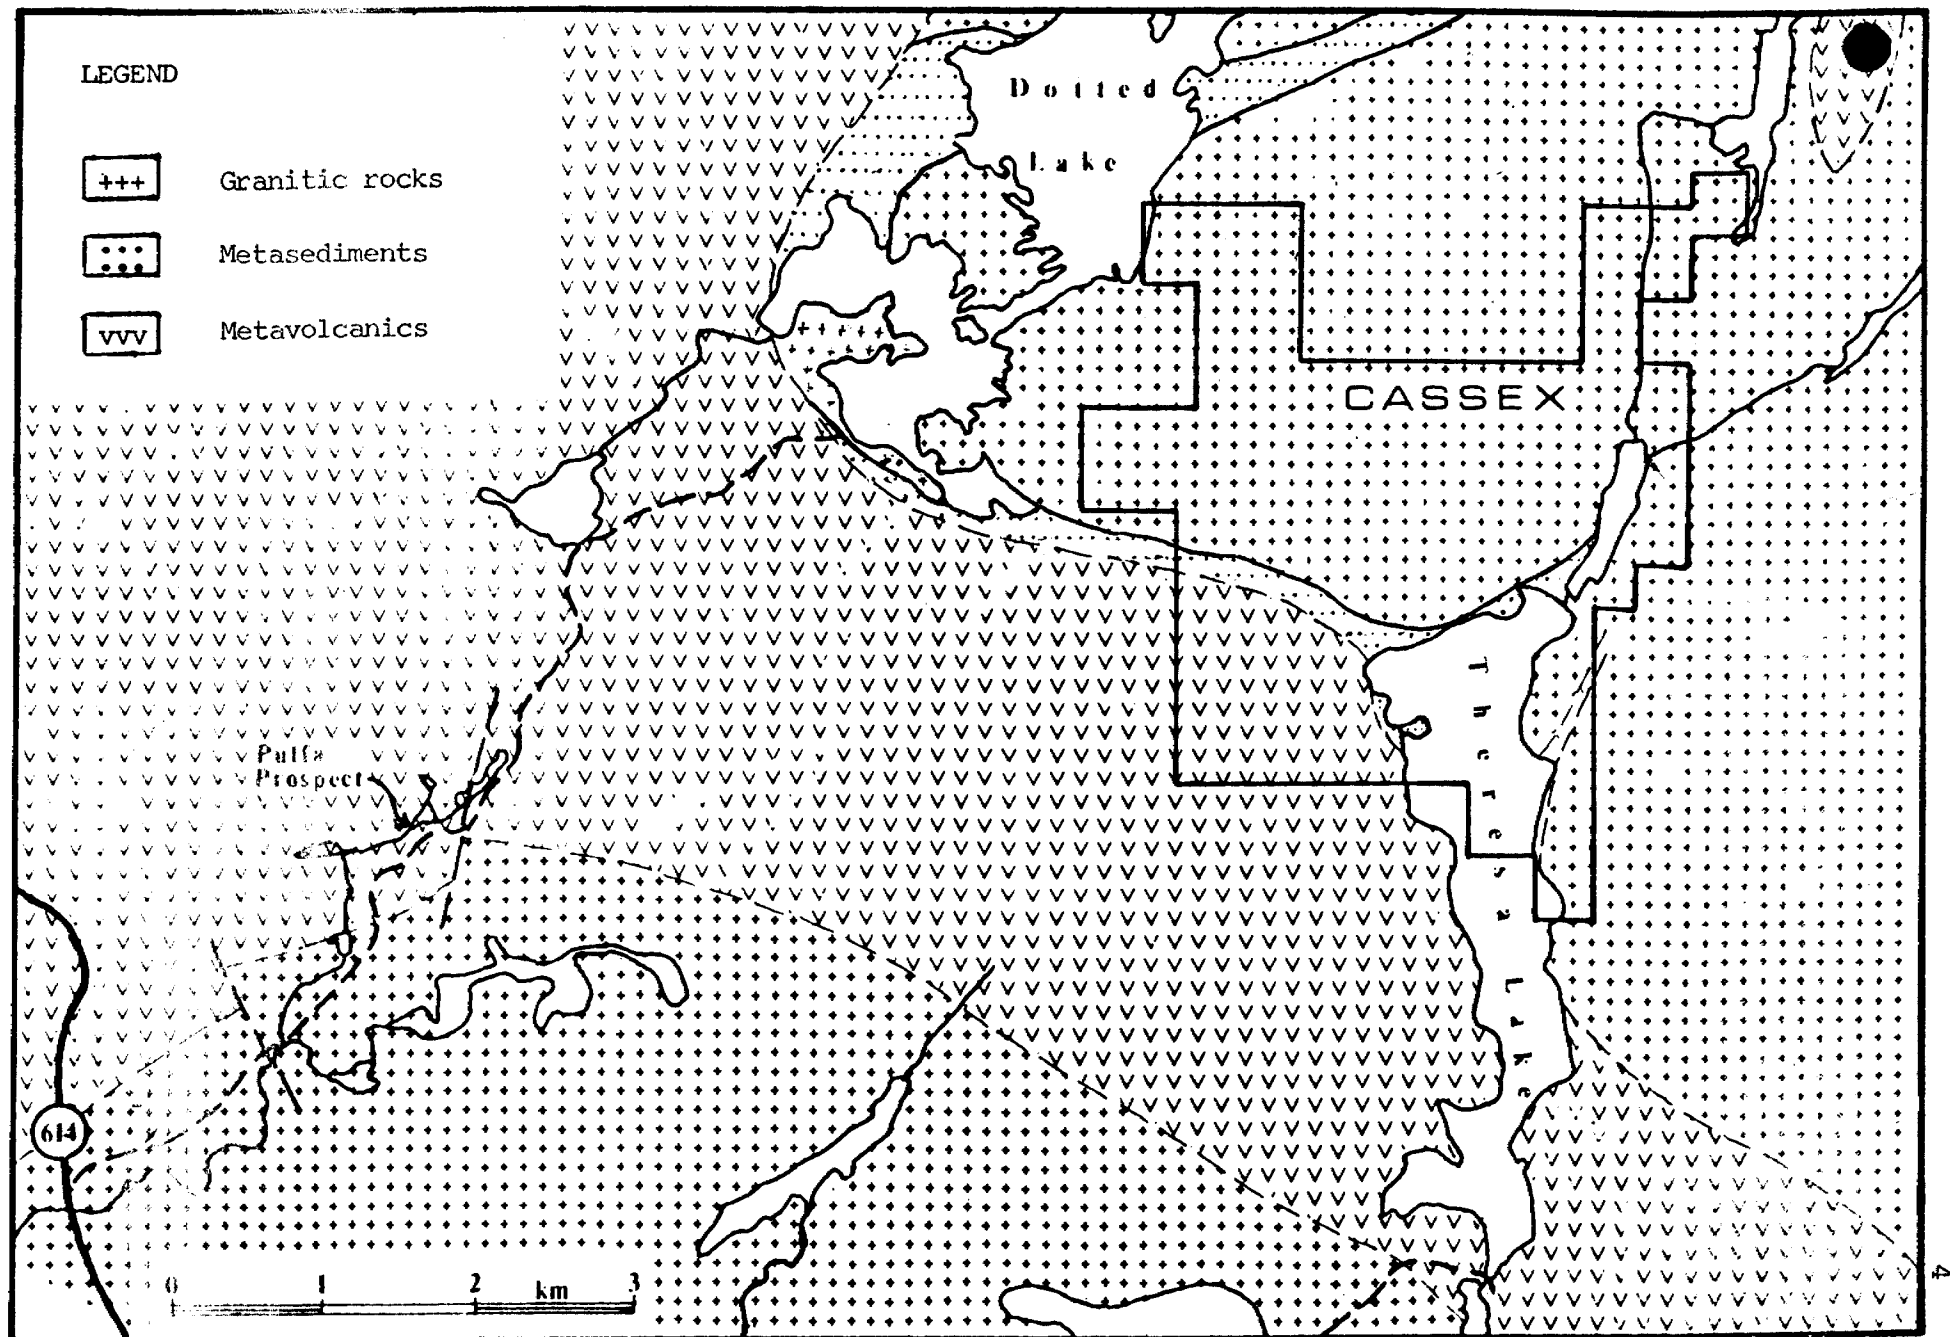 LEGEND
+++ Granitic rocks
Metasediments
vvv Metavolcanics
Dotted
Lake
CASSEX
Theresa Lake
Puffa
Prospect
614
0 1 2 km 3
4